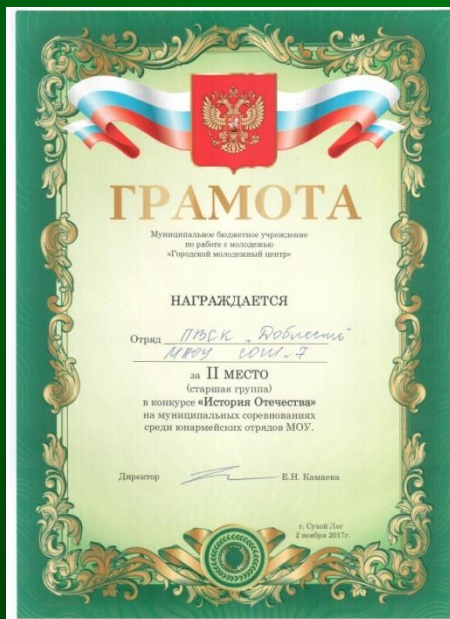 ГРАМОТА
Муниципальное бюджетное учреждение
по работе с молодежью
«Городской молодежный центр»
НАГРАЖДАЕТСЯ
Отряд ПВСК „Доблесть"
МАОУ СОШ №7
за II МЕСТО
(старшая группа)
в конкурсе «История Отечества»
на муниципальных соревнованиях
среди юнармейских отрядов МОУ.
Директор Е.Н. Камаева
г. Сухой Лог
2 ноября 2017г.